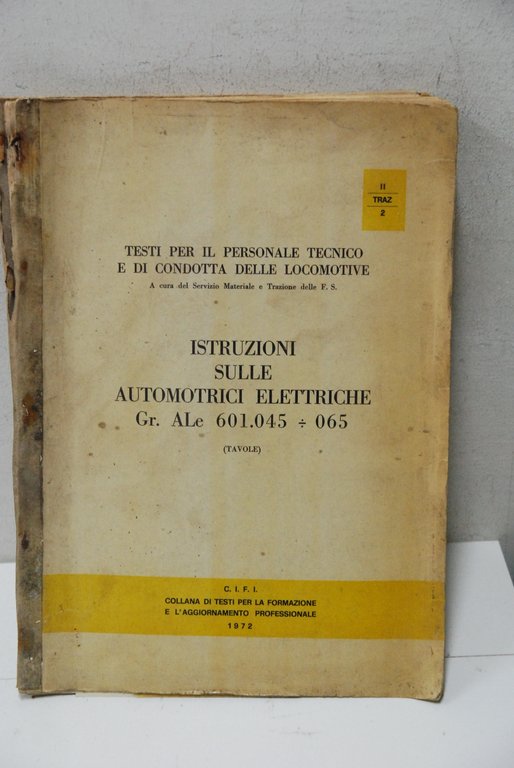 II
TRAZ
2
TESTI PER IL PERSONALE TECNICO
E DI CONDOTTA DELLE LOCOMOTIVE
A cura del Servizio Materiale e Trazione delle F. S.
ISTRUZIONI
SULLE
AUTOMOTRICI ELETTRICHE
Gr. ALe 601.045 ÷ 065
(TAVOLE)
C. I. F. I.
COLLANA DI TESTI PER LA FORMAZIONE
E L'AGGIORNAMENTO PROFESSIONALE
1972